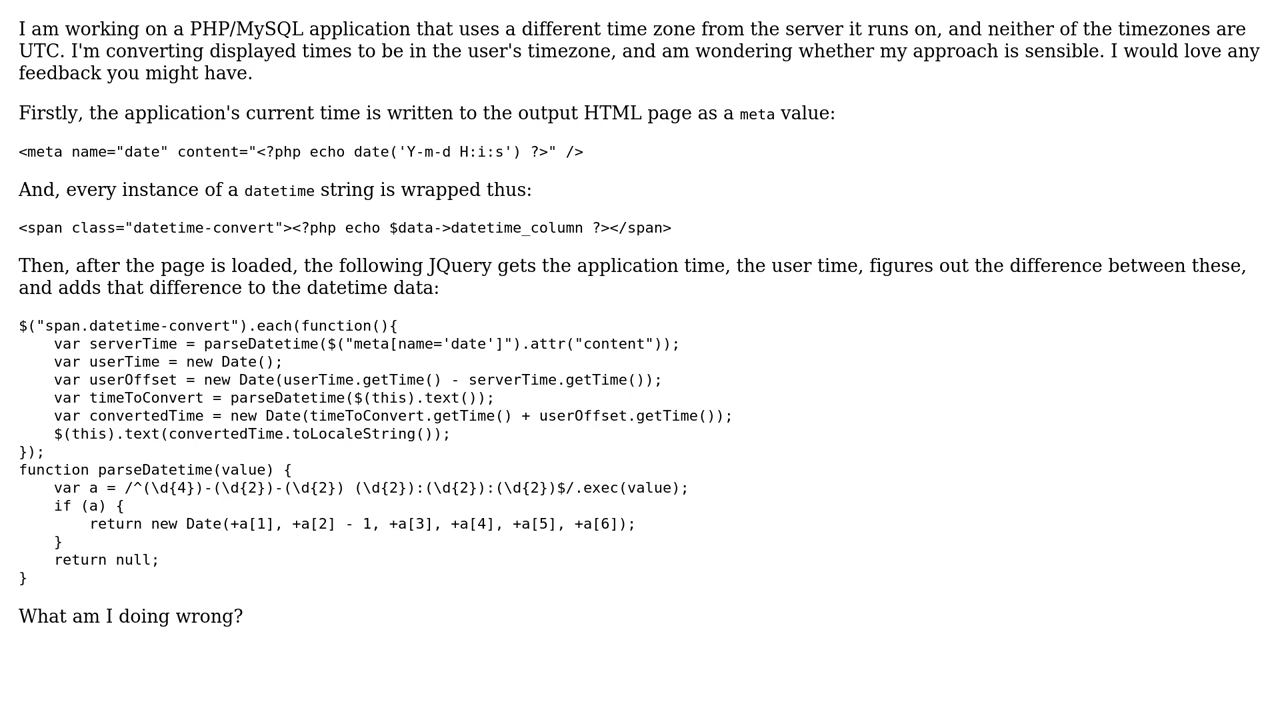 I am working on a PHP/MySQL application that uses a different time zone from the server it runs on, and neither of the timezones are
UTC. I'm converting displayed times to be in the user's timezone, and am wondering whether my approach is sensible. I would love any
feedback you might have.
Firstly, the application's current time is written to the output HTML page as a meta value:
<meta name="date" content="<?php echo date('Y-m-d H:i:s') ?>" />
And, every instance of a datetime string is wrapped thus:
<span class="datetime-convert"><?php echo $data->datetime_column ?></span>
Then, after the page is loaded, the following JQuery gets the application time, the user time, figures out the difference between these,
and adds that difference to the datetime data:
$("span.datetime-convert").each(function(){
    var serverTime = parseDatetime($("meta[name='date']").attr("content"));
    var userTime = new Date();
    var userOffset = new Date(userTime.getTime() - serverTime.getTime());
    var timeToConvert = parseDatetime($(this).text());
    var convertedTime = new Date(timeToConvert.getTime() + userOffset.getTime());
    $(this).text(convertedTime.toLocaleString());
});
function parseDatetime(value) {
    var a = /^(\d{4})-(\d{2})-(\d{2}) (\d{2}):(\d{2}):(\d{2})$/.exec(value);
    if (a) {
        return new Date(+a[1], +a[2] - 1, +a[3], +a[4], +a[5], +a[6]);
    }
    return null;
}
What am I doing wrong?